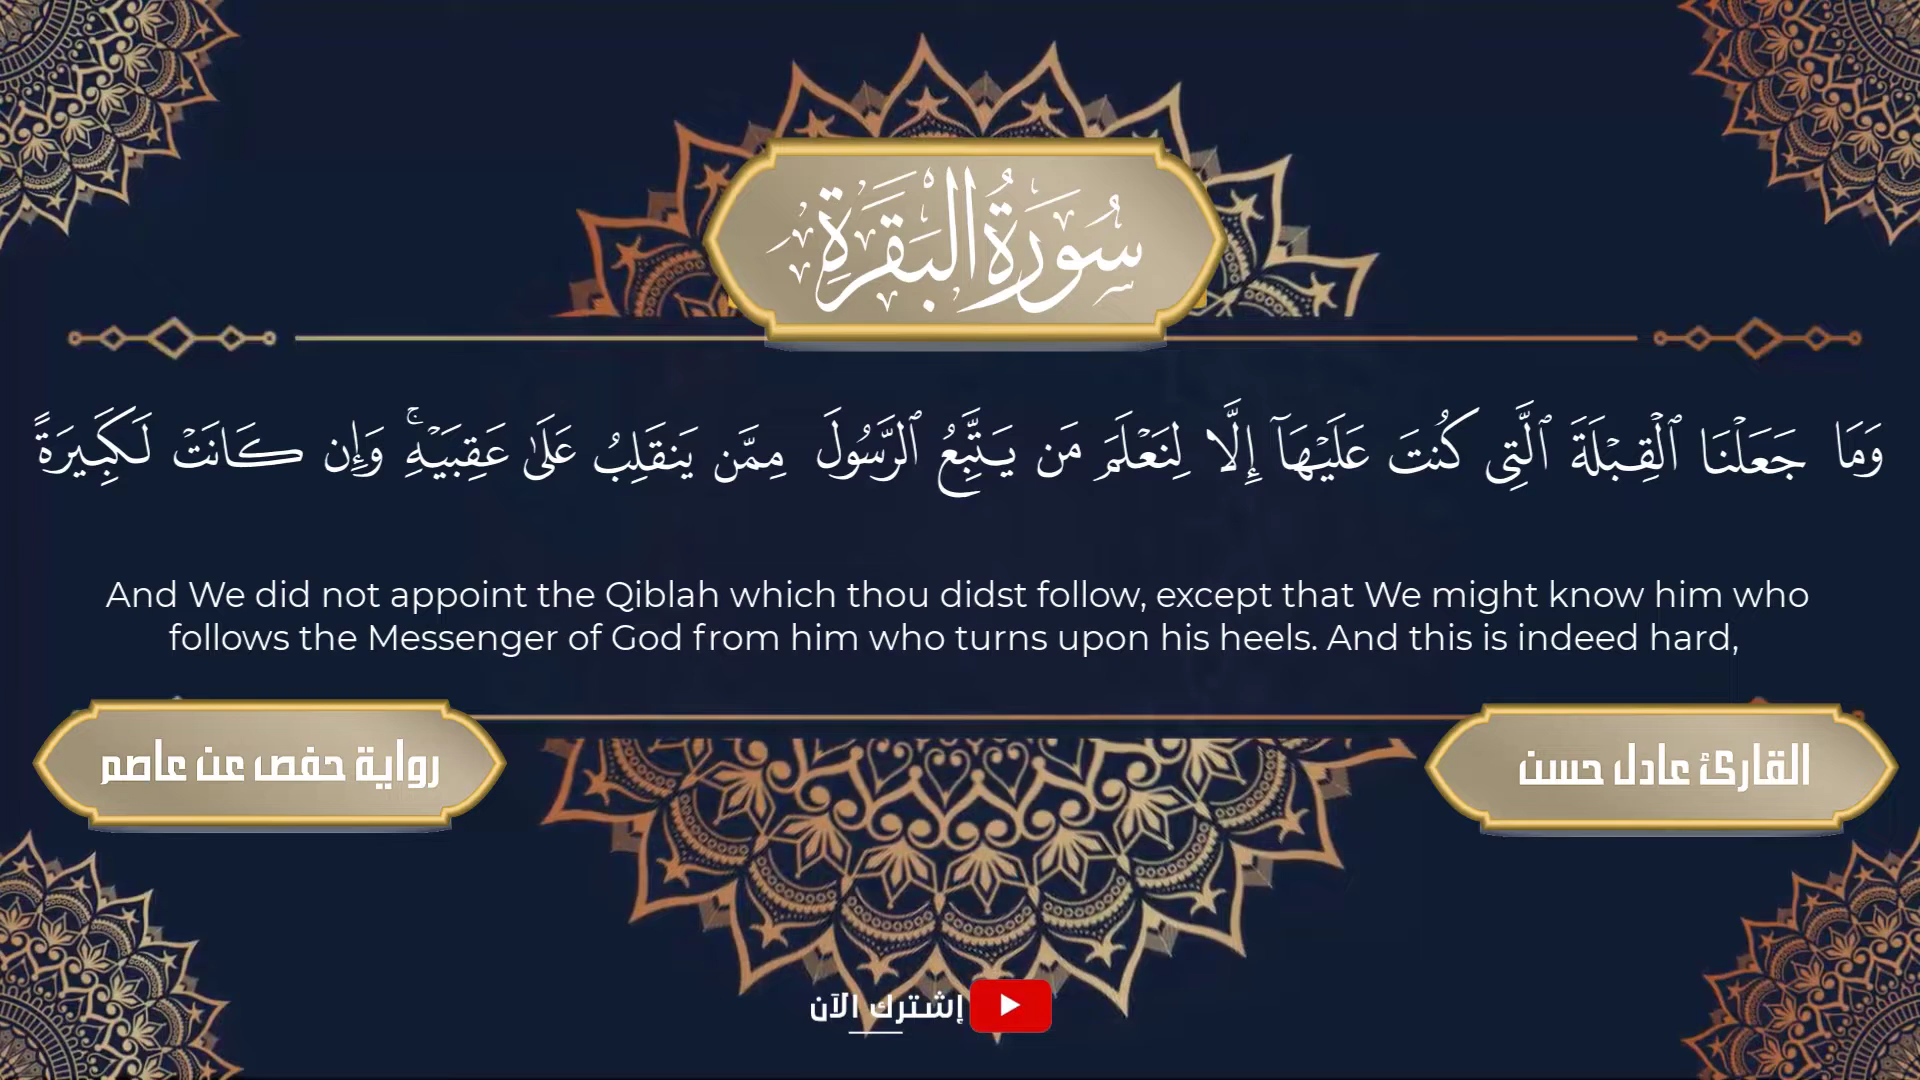 سُورَةُ البَقَرَةِ
وَمَا جَعَلْنَا ٱلْقِبْلَةَ ٱلَّتِى كُنتَ عَلَيْهَآ إِلَّا لِنَعْلَمَ مَن يَتَّبِعُ ٱلرَّسُولَ مِمَّن يَنقَلِبُ عَلَىٰ عَقِبَيْهِ ۚ وَإِن كَانَتْ لَكَبِيرَةً
And We did not appoint the Qiblah which thou didst follow, except that We might know him who
follows the Messenger of God from him who turns upon his heels. And this is indeed hard,
القارئ عادل حسن
رواية حفص عن عاصم
إشترك الآن